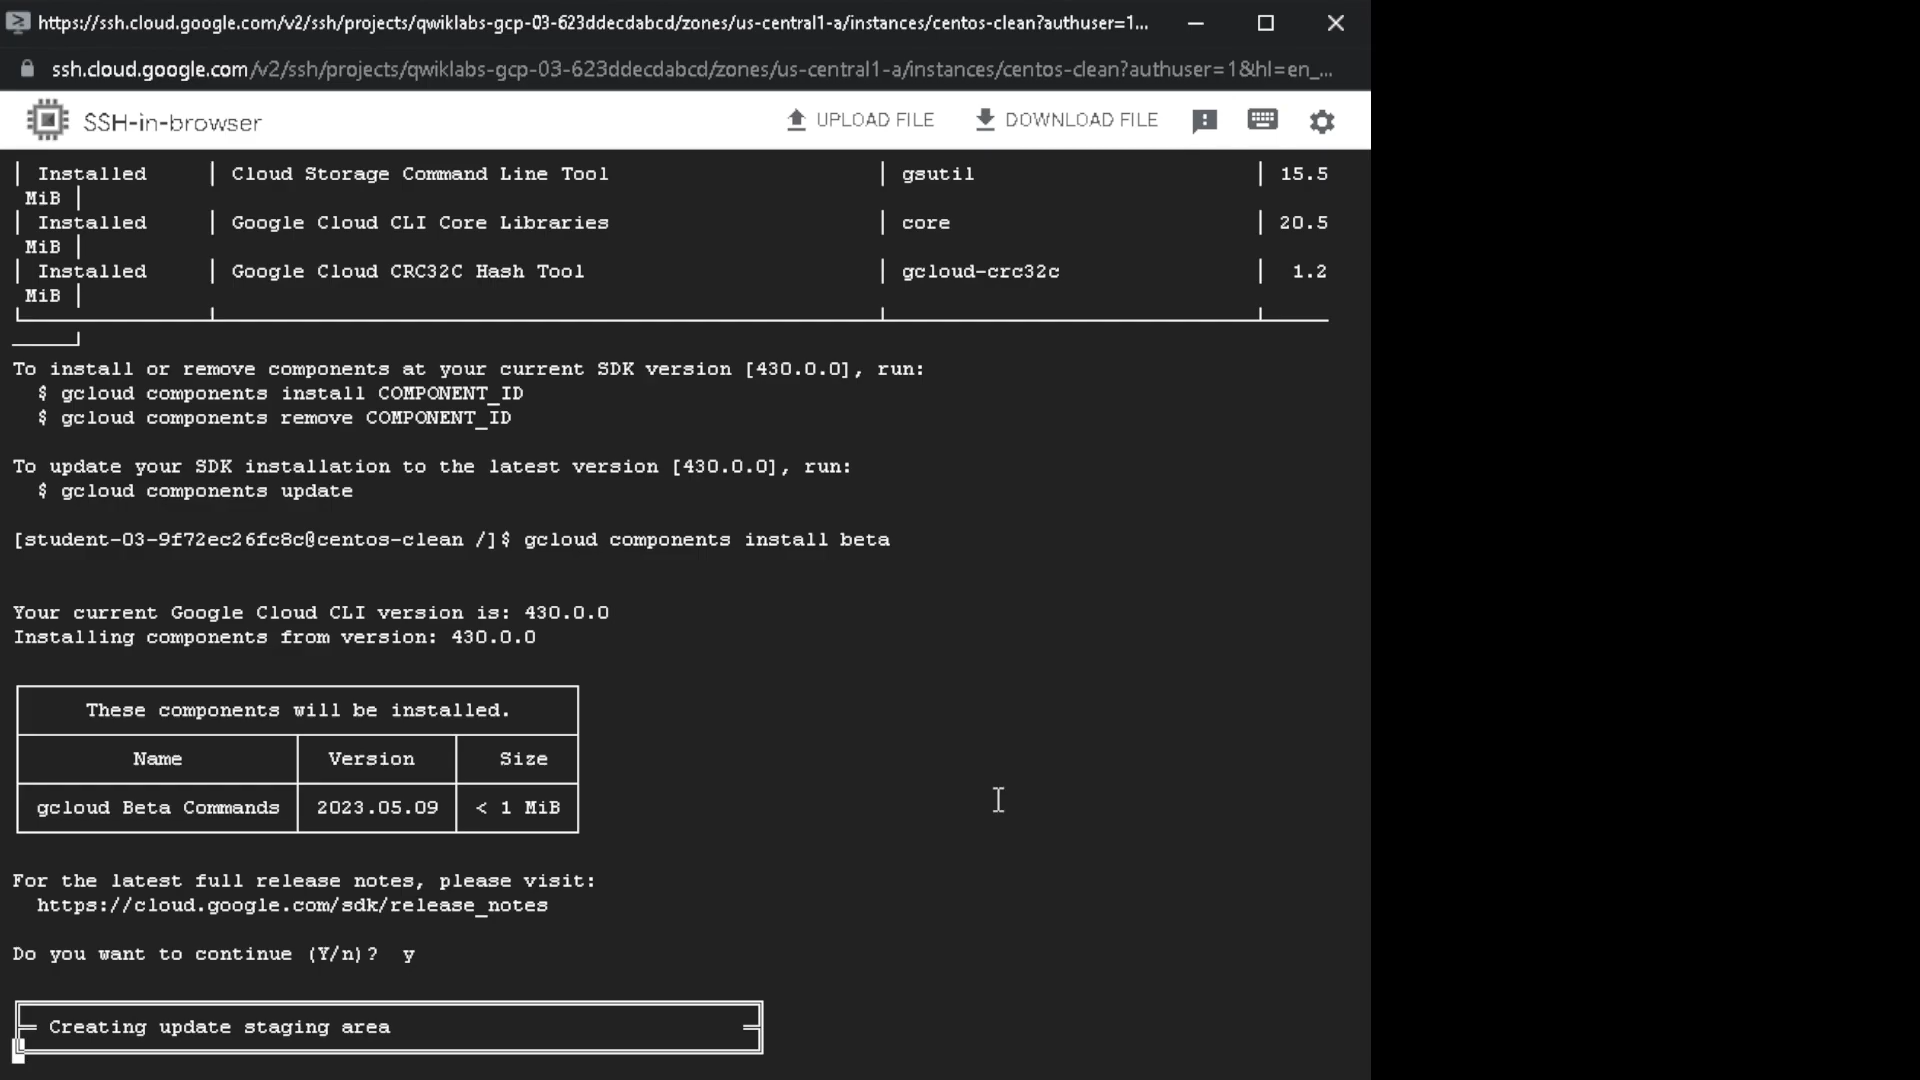 https://ssh.cloud.google.com/v2/ssh/projects/qwiklabs-gcp-03-623ddecdabcd/zones/us-central1-a/instances/centos-clean?authuser=1...
ssh.cloud.google.com/v2/ssh/projects/qwiklabs-gcp-03-623ddecdabcd/zones/us-central1-a/instances/centos-clean?authuser=1&hl=en_...
SSH-in-browser UPLOAD FILE DOWNLOAD FILE
| Installed | Cloud Storage Command Line Tool | gsutil | 15.5
MiB |
| Installed | Google Cloud CLI Core Libraries | core | 20.5
MiB |
| Installed | Google Cloud CRC32C Hash Tool | gcloud-crc32c | 1.2
MiB |
To install or remove components at your current SDK version [430.0.0], run:
$ gcloud components install COMPONENT_ID
$ gcloud components remove COMPONENT_ID
To update your SDK installation to the latest version [430.0.0], run:
$ gcloud components update
[student-03-9f72ec26fc8c@centos-clean /]$ gcloud components install beta
Your current Google Cloud CLI version is: 430.0.0
Installing components from version: 430.0.0
These components will be installed.
Name Version Size
gcloud Beta Commands 2023.05.09 < 1 MiB
For the latest full release notes, please visit:
https://cloud.google.com/sdk/release_notes
Do you want to continue (Y/n)? y
Creating update staging area